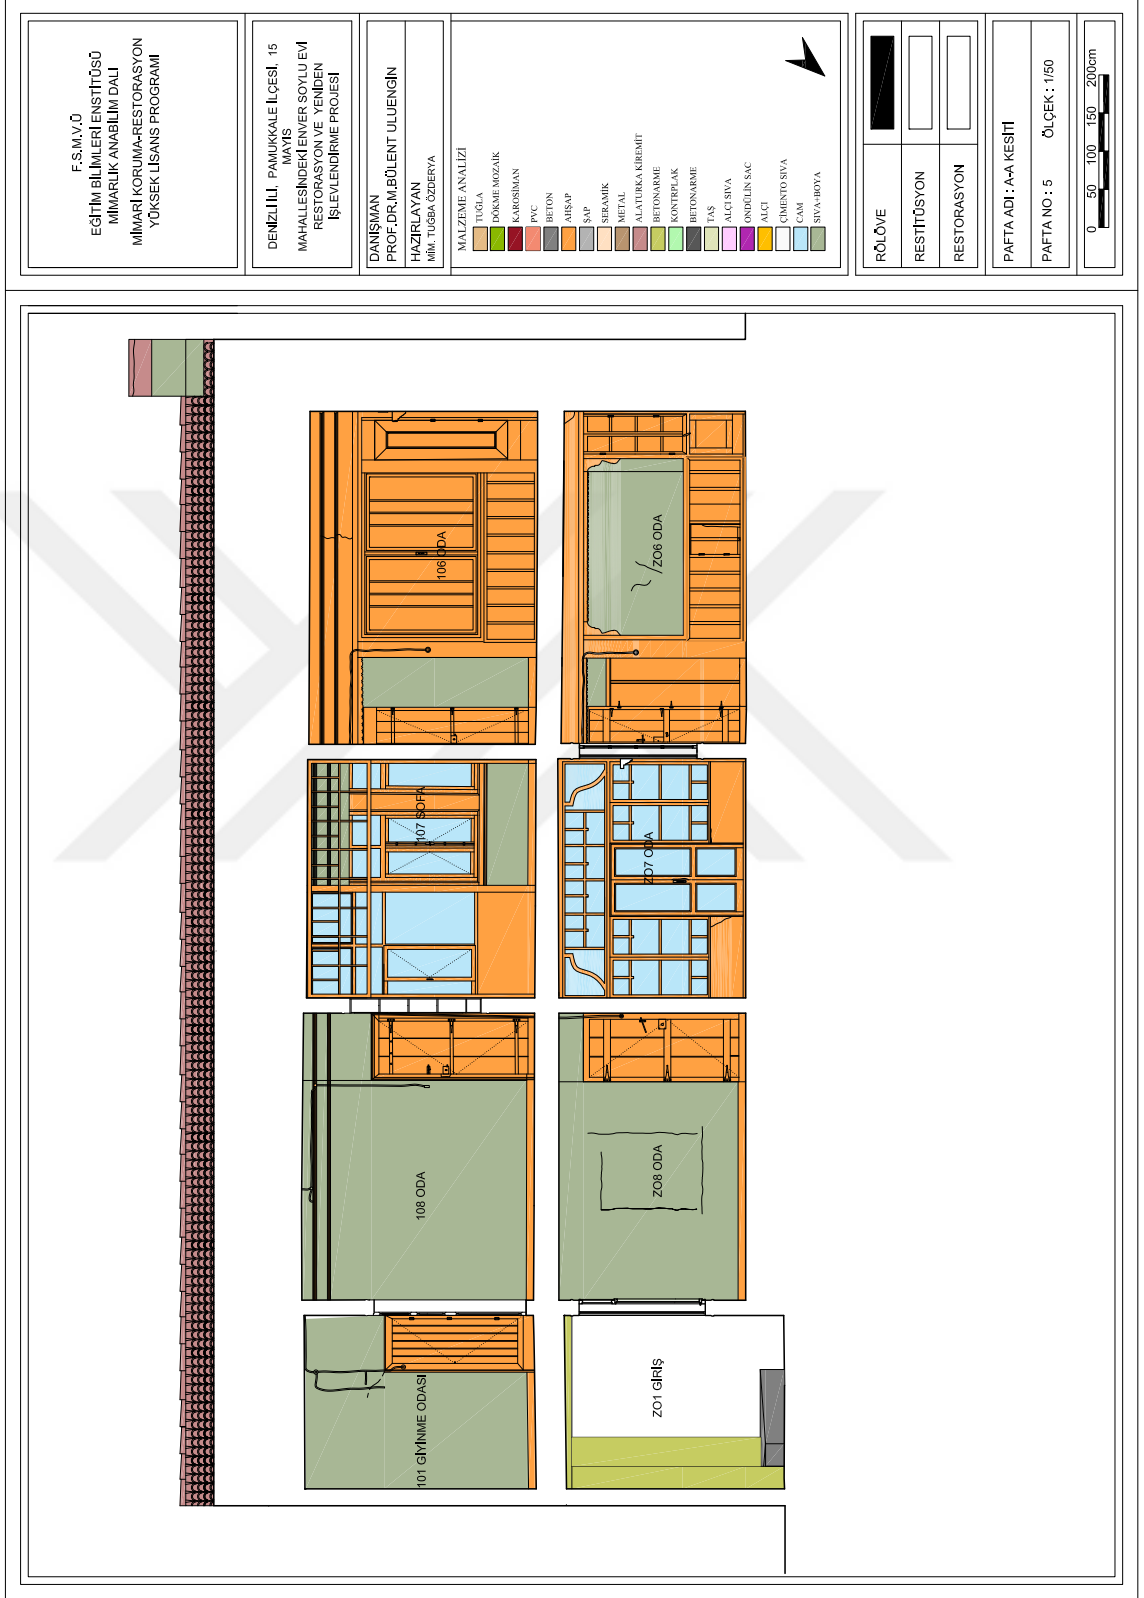 F.S.M.V.Ü
EĞİTİM BİLİMLERİ ENSTİTÜSÜ
MİMARLIK ANABİLİM DALI
MİMARİ KORUMA-RESTORASYON
YÜKSEK LİSANS PROGRAMI
DENİZLİ İLİ, PAMUKKALE İLÇESİ, 15
MAYIS
MAHALLESİNDEKİ ENVER SOYLU EVİ
RESTORASYON VE YENİDEN
İŞLEVLENDİRME PROJESİ
DANIŞMAN
PROF.DR.M.BÜLENT ULUENGİN
HAZIRLAYAN
MİM. TUĞBA ÖZDERYA
MALZEME ANALİZİ
TUĞLA
DÖKME MOZAİK
KAROSİMAN
PVC
BETON
AHŞAP
ŞAP
SERAMİK
METAL
ALATURKA KİREMİT
BETONARME
KONTRPLAK
BETONARME
TAŞ
ALÇI SIVA
ONDÜLİN SAC
ALÇI
ÇİMENTO SIVA
CAM
SIVA+BOYA
RÖLÖVE
RESTİTÜSYON
RESTORASYON
PAFTA ADI : A-A KESİTİ
PAFTA NO : 5 ÖLÇEK : 1/50
0 50 100 150 200cm
101 GİYİNME ODASI
108 ODA
107 SOFA
106 ODA
ZO1 GİRİŞ
ZO8 ODA
ZO7 ODA
ZO6 ODA